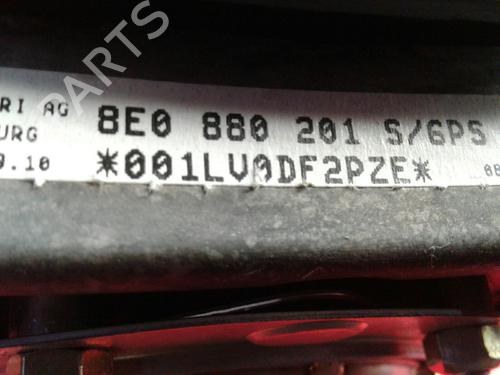 PARTS
RI AG
URG
9.10
8E0 880 201 S/6PS
*001LV0DF2PZE*